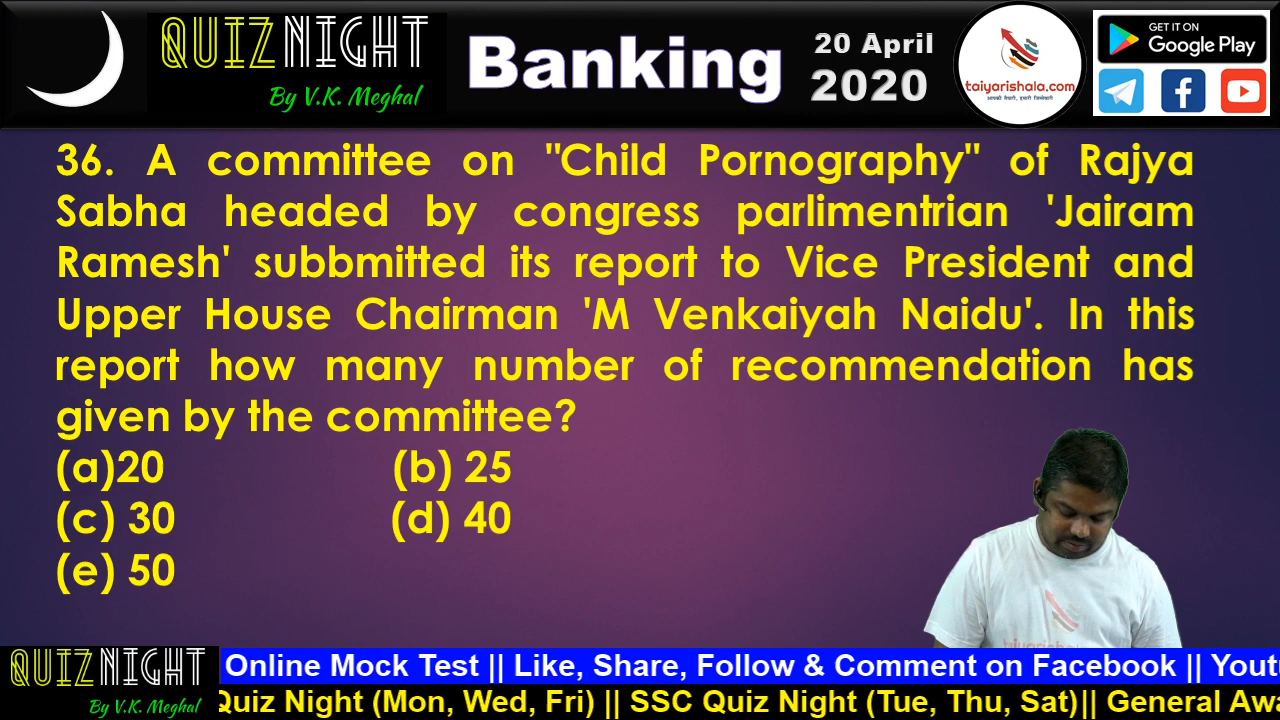 QUIZ NIGHT
By V.K. Meghal
Banking
20 April
2020
taiyarishala.com
GET IT ON
Google Play
36. A committee on "Child Pornography" of Rajya
Sabha headed by congress parlimentrian 'Jairam
Ramesh' subbmitted its report to Vice President and
Upper House Chairman 'M Venkaiyah Naidu'. In this
report how many number of recommendation has
given by the committee?
(a)20 (b) 25
(c) 30 (d) 40
(e) 50
QUIZ NIGHT
By V.K. Meghal
Online Mock Test || Like, Share, Follow & Comment on Facebook || Yout
Quiz Night (Mon, Wed, Fri) || SSC Quiz Night (Tue, Thu, Sat)|| General Awa